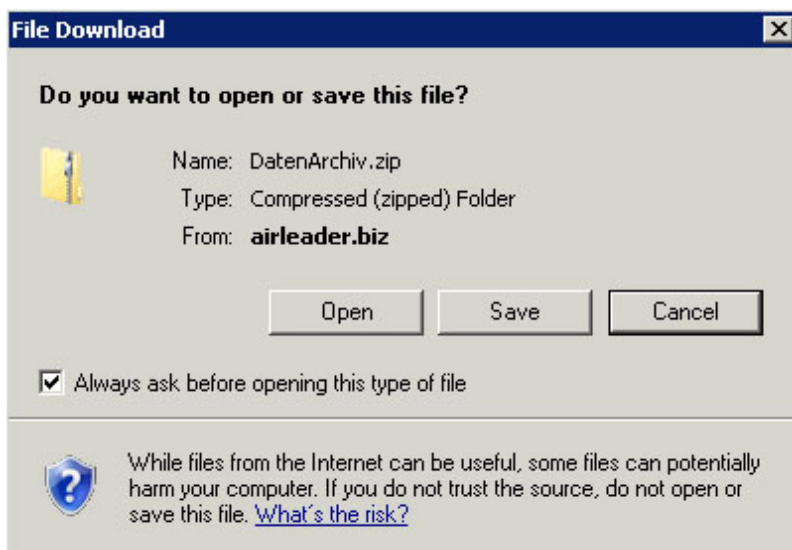 File Download
Do you want to open or save this file?
Name: DatenArchiv.zip
Type: Compressed (zipped) Folder
From: airleader.biz
Open Save Cancel
Always ask before opening this type of file
While files from the Internet can be useful, some files can potentially
harm your computer. If you do not trust the source, do not open or
save this file. What's the risk?